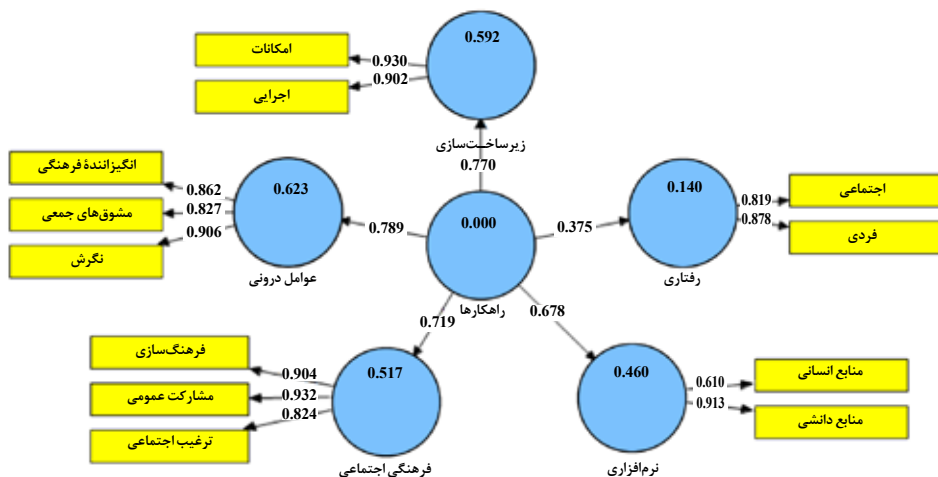 امکانات
0.930
اجرایی
0.902
0.592
زیرساخت‌سازی
0.770
انگیزانندهٔ فرهنگی
0.862
مشوق‌های جمعی
0.827
نگرش
0.906
0.623
عوامل درونی
0.789
0.000
راهکارها
0.375
0.140
رفتاری
0.819
اجتماعی
0.878
فردی
0.719
0.678
فرهنگ‌سازی
0.904
مشارکت عمومی
0.932
ترغیب اجتماعی
0.824
0.517
فرهنگی اجتماعی
0.460
نرم‌افزاری
0.610
منابع انسانی
0.913
منابع دانشی